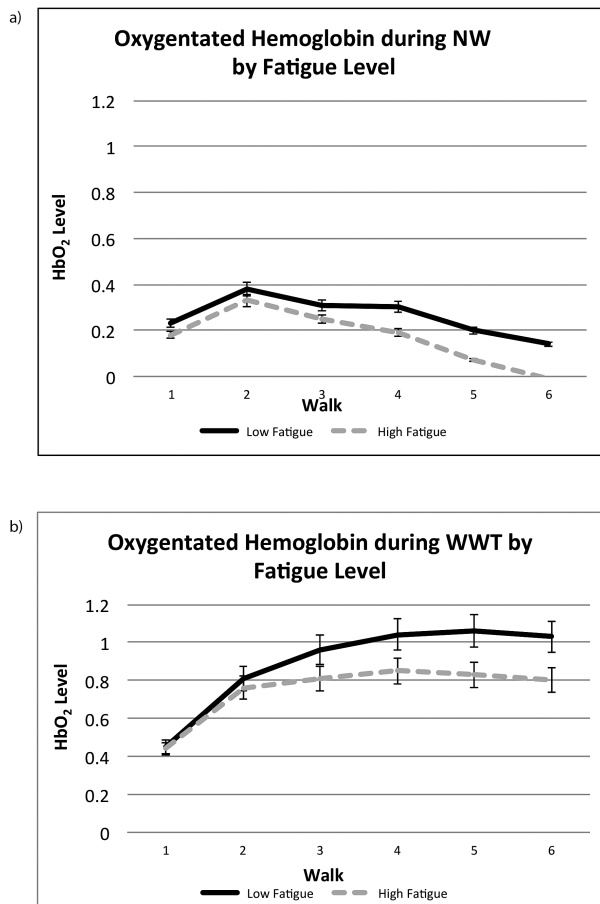 a)
Oxygentated Hemoglobin during NW
by Fatigue Level
1.2
1
0.8
0.6
0.4
0.2
0
HbO₂ Level
1 2 3 4 5 6
Walk
Low Fatigue High Fatigue
b)
Oxygentated Hemoglobin during WWT by
Fatigue Level
1.2
1
0.8
0.6
0.4
0.2
0
HbO₂ Level
1 2 3 4 5 6
Walk
Low Fatigue High Fatigue